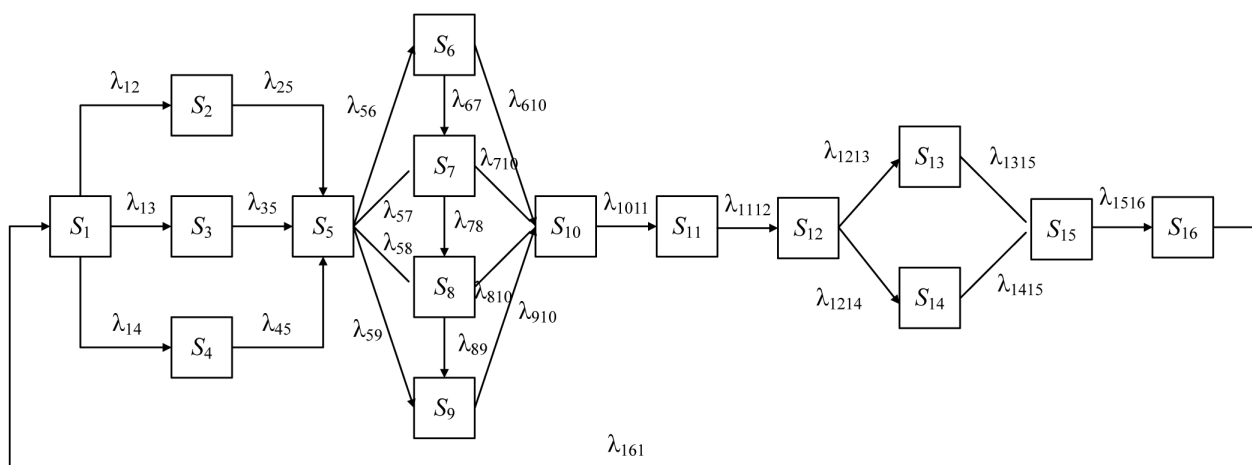 S6
λ12 λ25 λ56 λ67 λ610
S2
λ1213 S13 λ1315
S7 λ710
λ13 λ35 λ57 λ1011 λ1112 λ1516
S1 S3 S5 λ78 S10 S11 S12 S15 S16
λ58
S8 λ810
λ1214 S14 λ1415
λ14 λ45 λ59 λ910
S4 λ89
S9
λ161